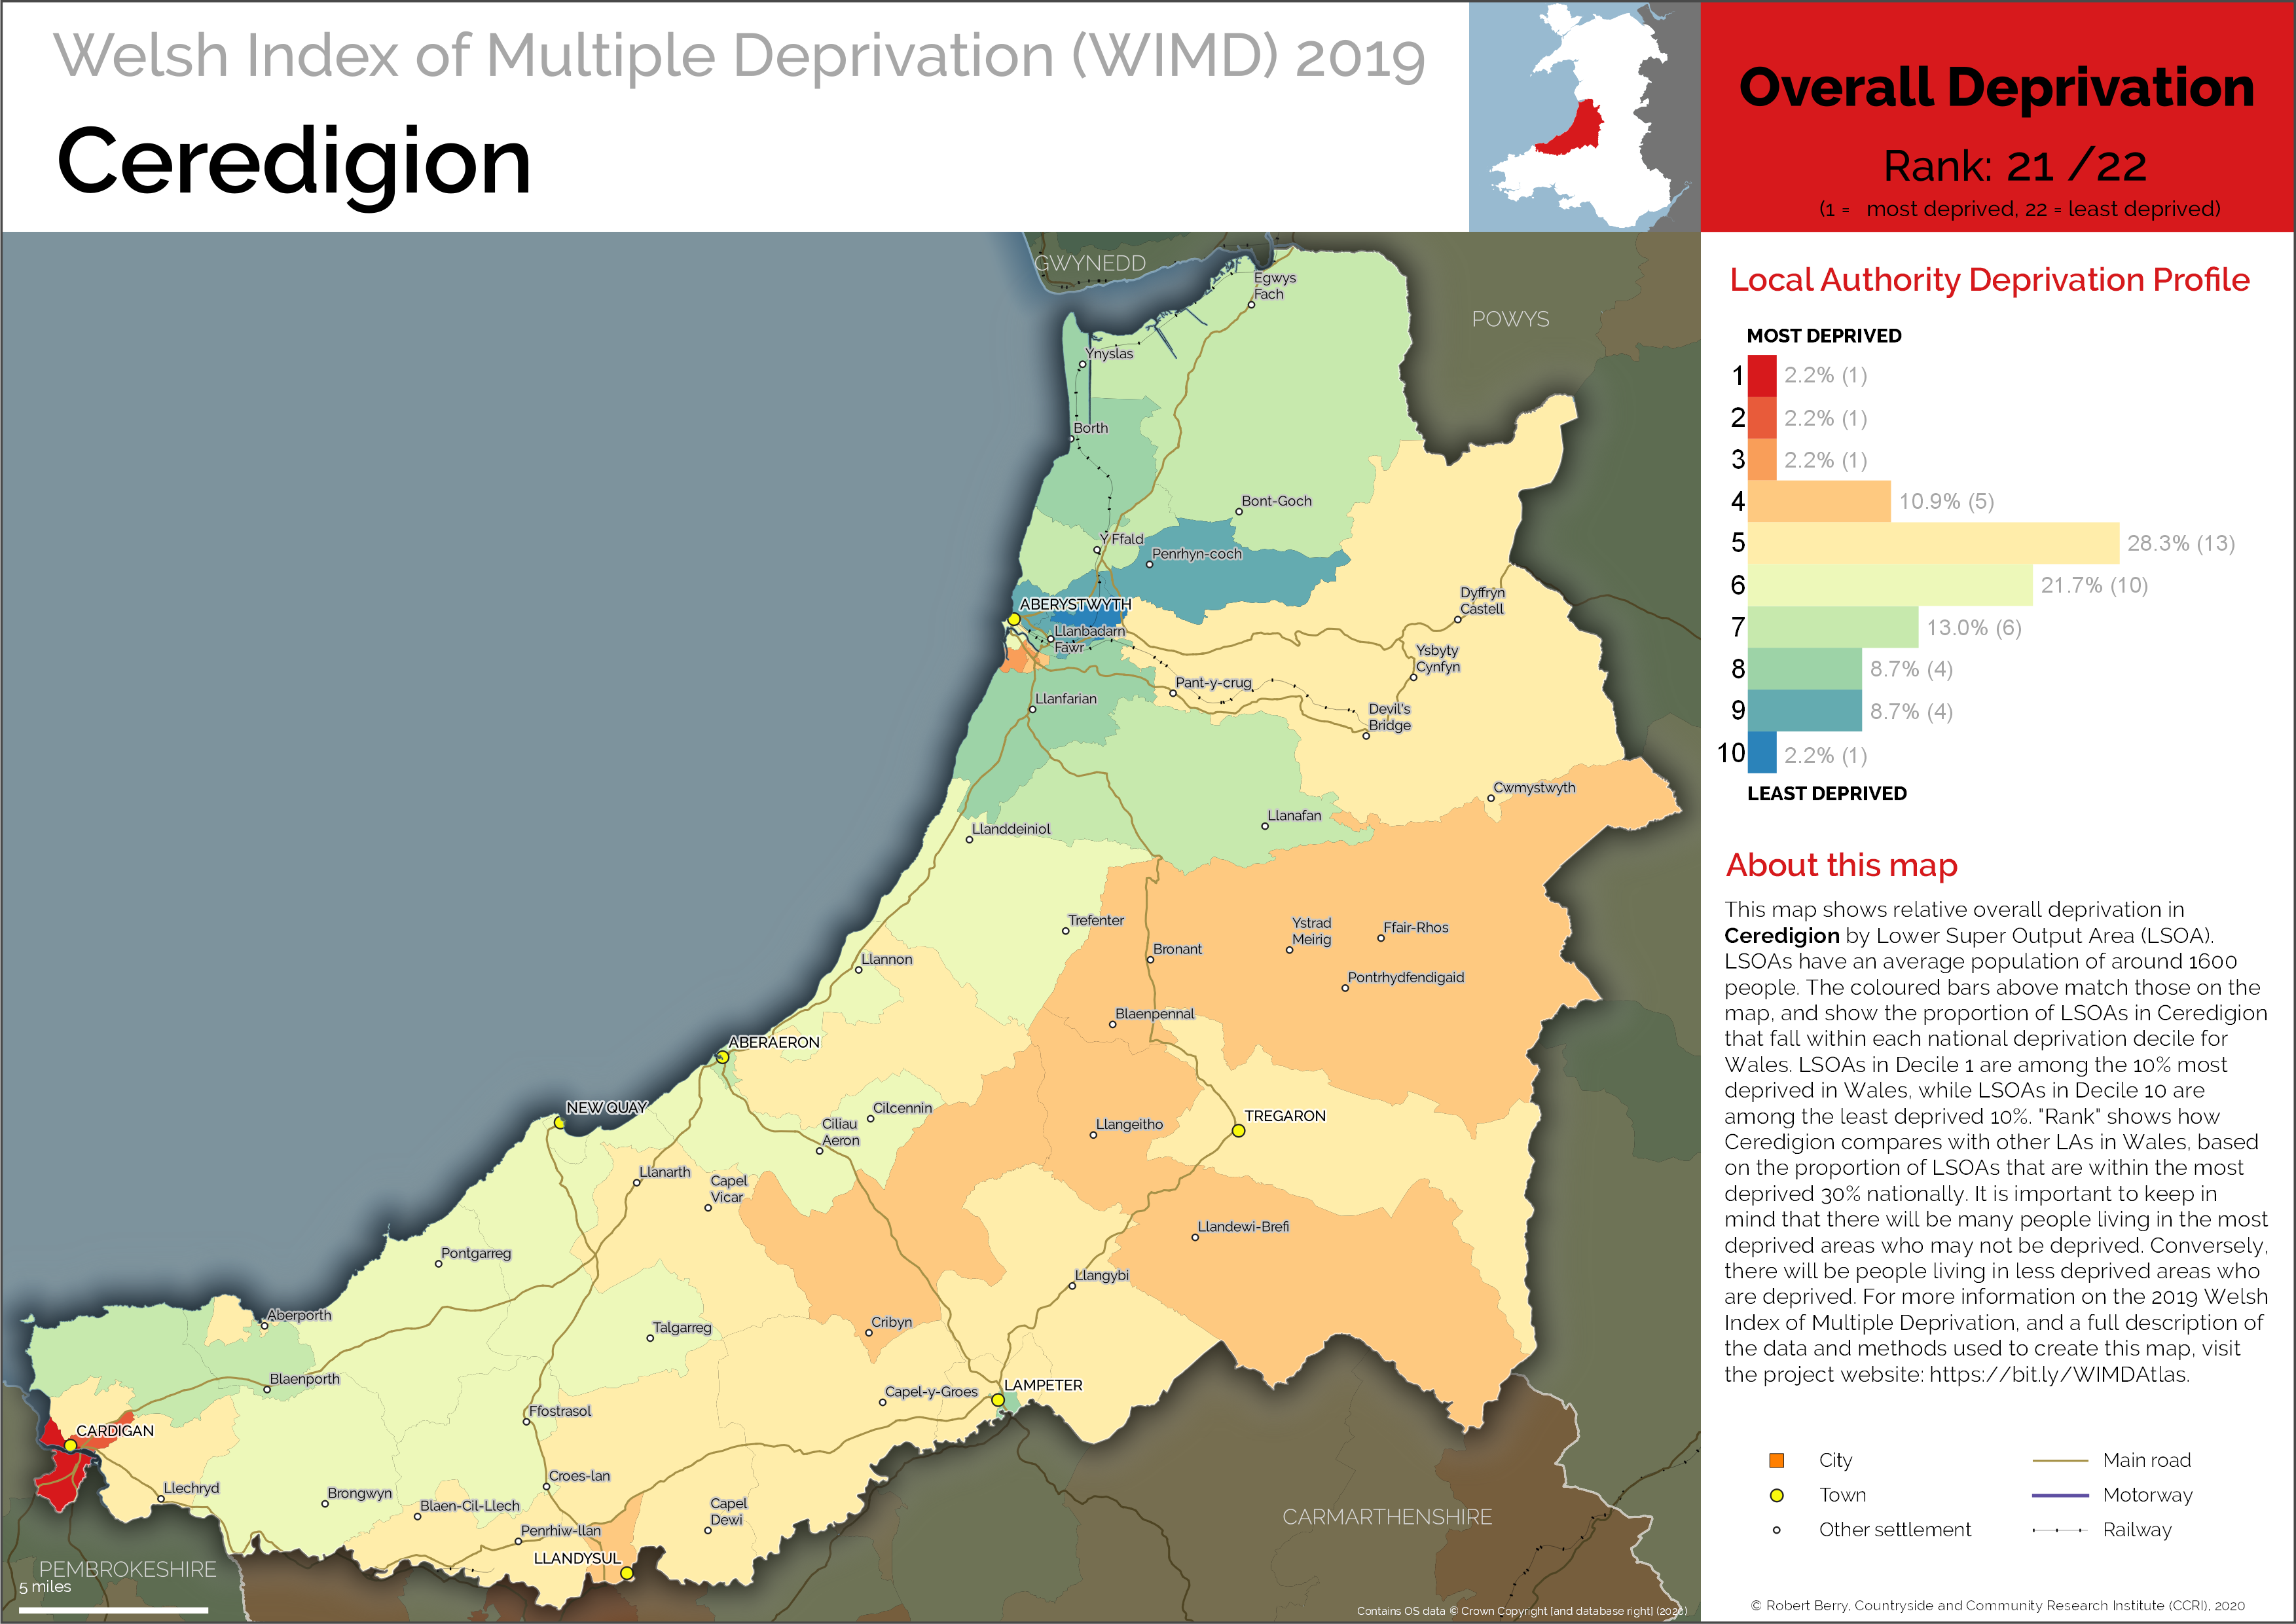 Welsh Index of Multiple Deprivation (WIMD) 2019
Ceredigion
Overall Deprivation
Rank: 21 /22
(1 = most deprived, 22 = least deprived)
GWYNEDD
POWYS
Egwys
Fach
Ynyslas
Borth
Bont-Goch
Y Ffald
Penrhyn-coch
ABERYSTWYTH
Llanbadarn
Fawr
Dyffryn
Castell
Ysbyty
Cynfyn
Pant-y-crug
Llanfarian
Devil's
Bridge
Cwmystwyth
Llanafan
Llanddeiniol
Trefenter
Ystrad
Meirig
Ffair-Rhos
Bronant
Llannon
Pontrhydfendigaid
Blaenpennal
ABERAERON
NEW QUAY
Cilcennin
Ciliau
Aeron
Llangeitho
TREGARON
Llanarth
Capel
Vicar
Llandewi-Brefi
Pontgarreg
Llangybi
Aberporth
Talgarreg
Cribyn
Blaenporth
Capel-y-Groes
LAMPETER
Ffostrasol
CARDIGAN
Llechryd
Brongwyn
Croes-lan
Blaen-Cil-Llech
Capel
Dewi
Penrhiw-llan
LLANDYSUL
CARMARTHENSHIRE
PEMBROKESHIRE
5 miles
Contains OS data © Crown Copyright [and database right] (2020)
Local Authority Deprivation Profile
MOST DEPRIVED
1 2.2% (1)
2 2.2% (1)
3 2.2% (1)
4 10.9% (5)
5 28.3% (13)
6 21.7% (10)
7 13.0% (6)
8 8.7% (4)
9 8.7% (4)
10 2.2% (1)
LEAST DEPRIVED
About this map
This map shows relative overall deprivation in
Ceredigion by Lower Super Output Area (LSOA).
LSOAs have an average population of around 1600
people. The coloured bars above match those on the
map, and show the proportion of LSOAs in Ceredigion
that fall within each national deprivation decile for
Wales. LSOAs in Decile 1 are among the 10% most
deprived in Wales, while LSOAs in Decile 10 are
among the least deprived 10%. "Rank" shows how
Ceredigion compares with other LAs in Wales, based
on the proportion of LSOAs that are within the most
deprived 30% nationally. It is important to keep in
mind that there will be many people living in the most
deprived areas who may not be deprived. Conversely,
there will be people living in less deprived areas who
are deprived. For more information on the 2019 Welsh
Index of Multiple Deprivation, and a full description of
the data and methods used to create this map, visit
the project website: https://bit.ly/WIMDAtlas.
City
Town
Other settlement
Main road
Motorway
Railway
© Robert Berry, Countryside and Community Research Institute (CCRI), 2020